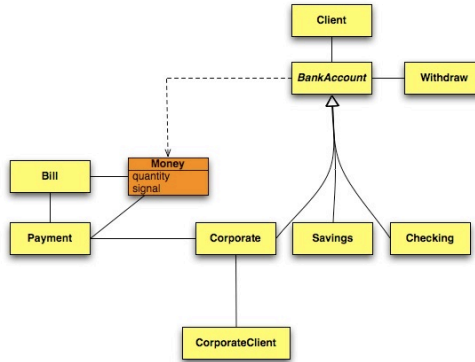 Client
BankAccount
Withdraw
Money
quantity
signal
Bill
Payment
Corporate
Savings
Checking
CorporateClient